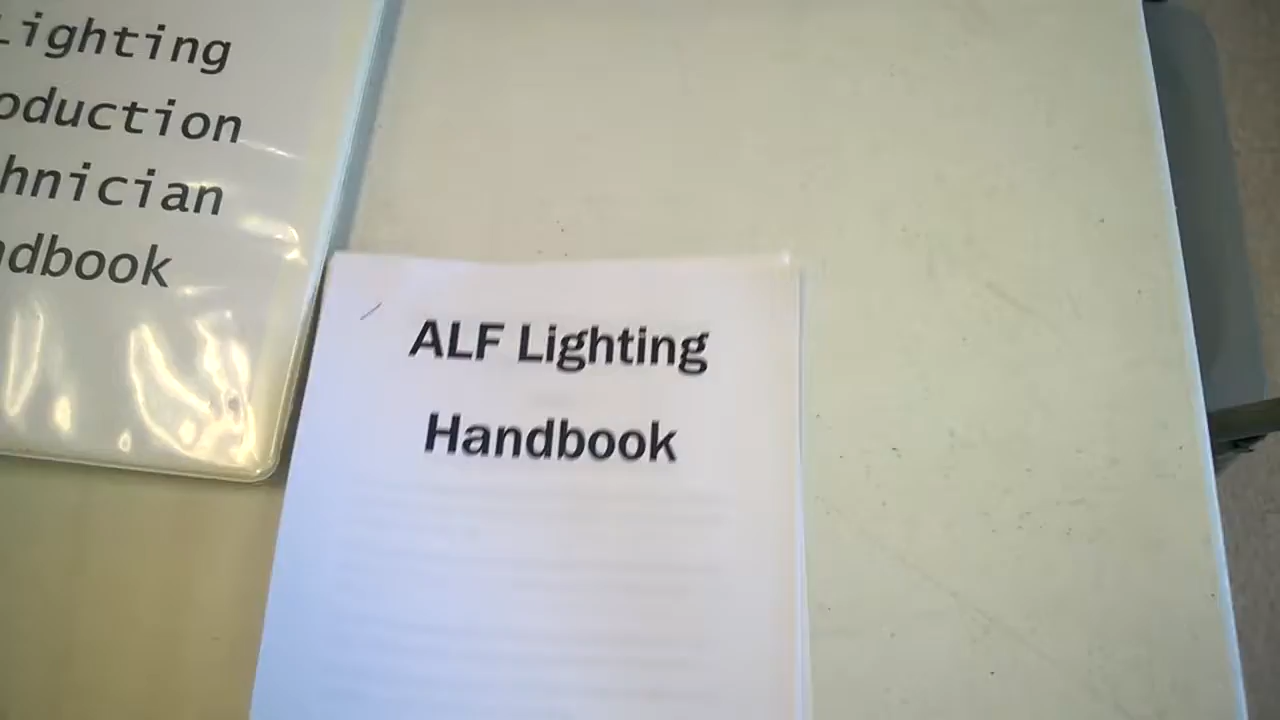 Lighting
oduction
hnician
ndbook
ALF Lighting
Handbook